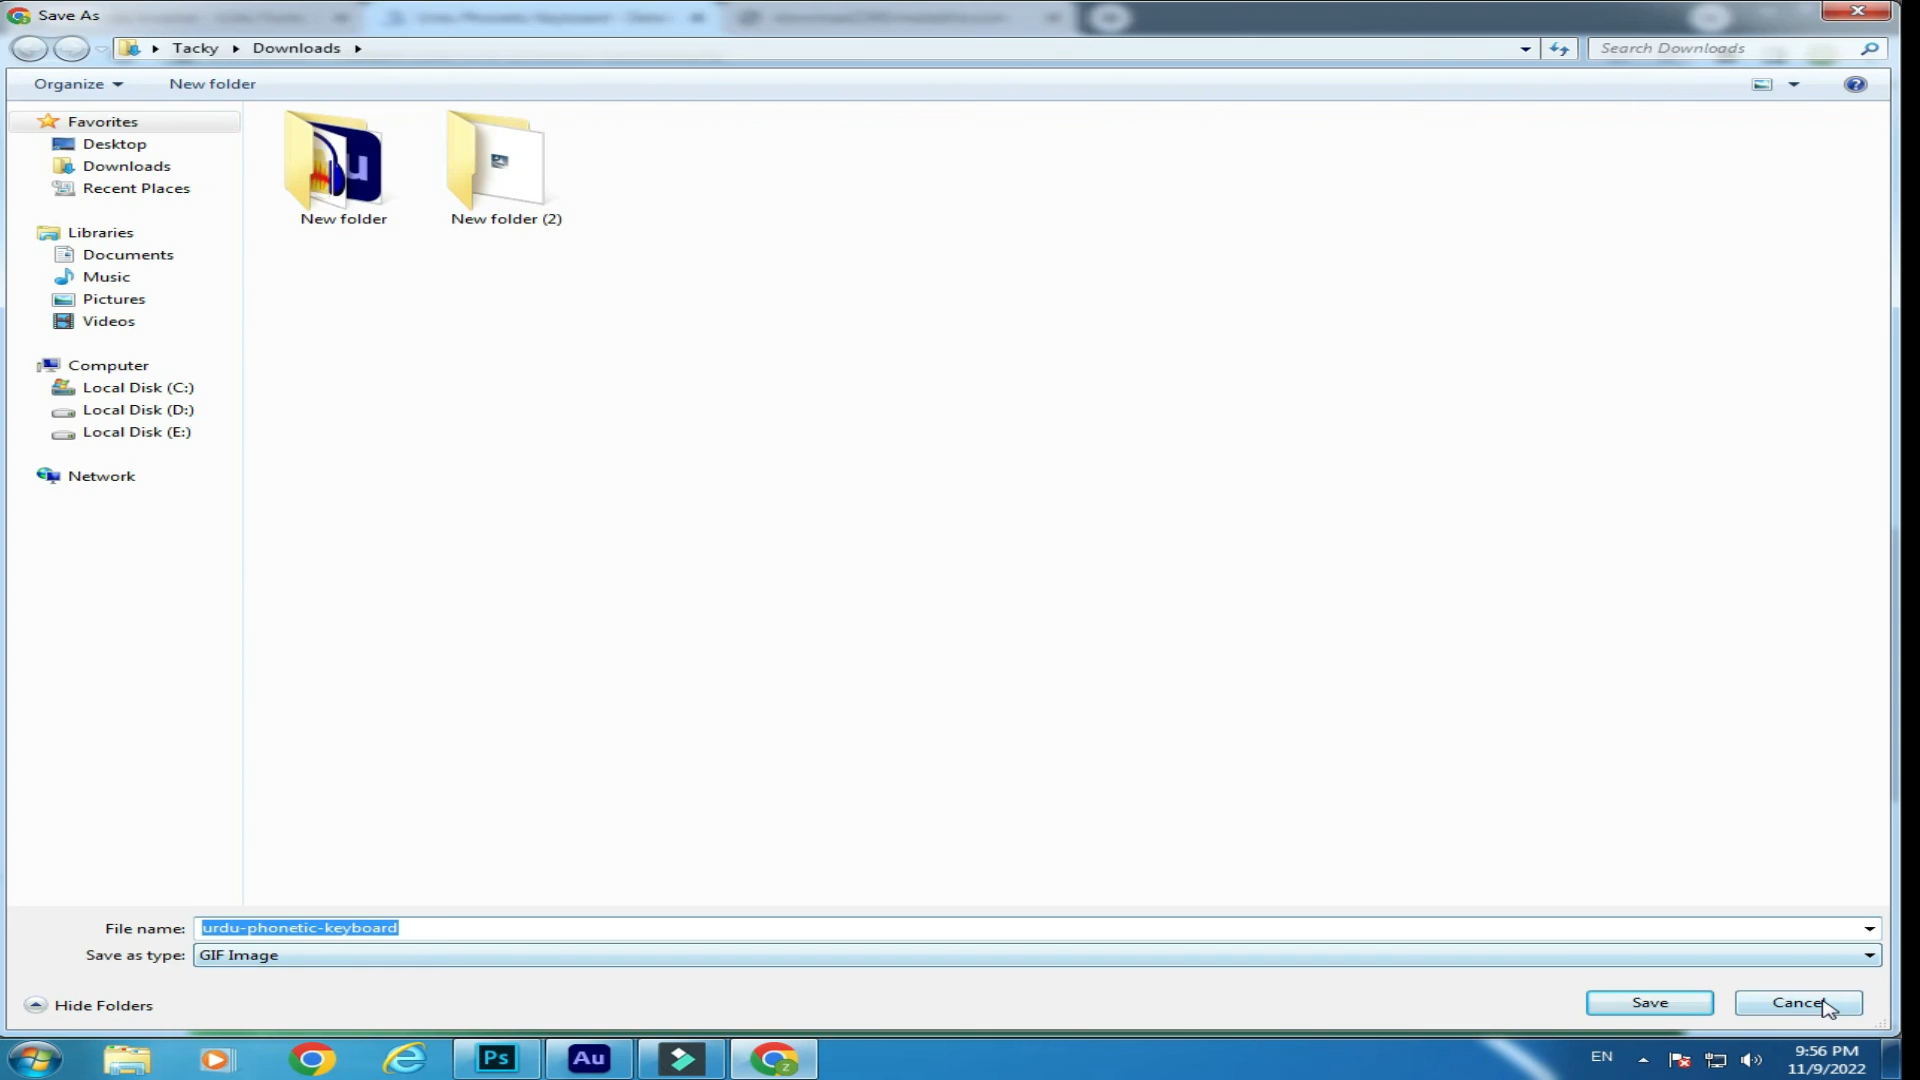 Save As
Tacky Downloads
Search Downloads
Organize
New folder
Favorites
Desktop
Downloads
Recent Places
Libraries
Documents
Music
Pictures
Videos
Computer
Local Disk (C:)
Local Disk (D:)
Local Disk (E:)
Network
New folder
New folder (2)
File name: urdu-phonetic-keyboard
Save as type: GIF Image
Hide Folders
Save
Cancel
Ps
Au
EN
9:56 PM
11/9/2022